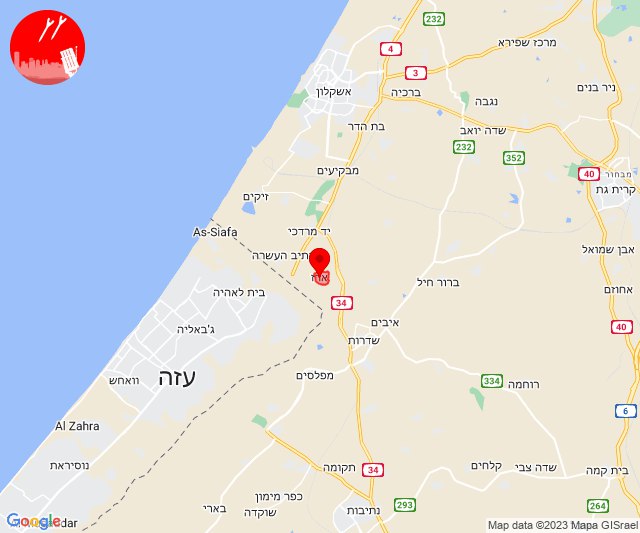 232
מרכז שפירא
4
3
אשקלון
ברכיה
נגבה
ניר בנים
בת הדר
שדה יואב
232
352
מבקיעים
40
מבחור
קרית גת
זיקים
As-Siafa
יד מרדכי
תיב העשרה
אבן שמואל
ארז
בית לאהיה
ברור חיל
אחוזם
34
ג'באליה
איבים
40
שדרות
וואחש
עזה
מפלסים
334
רוחמה
6
Al Zahra
נוסיראת
תקומה
34
קלחים
שדה צבי
בית קמה
בארי
כפר מימון
שוקדה
נתיבות
293
264
Google
Map data ©2023 Mapa GISrael